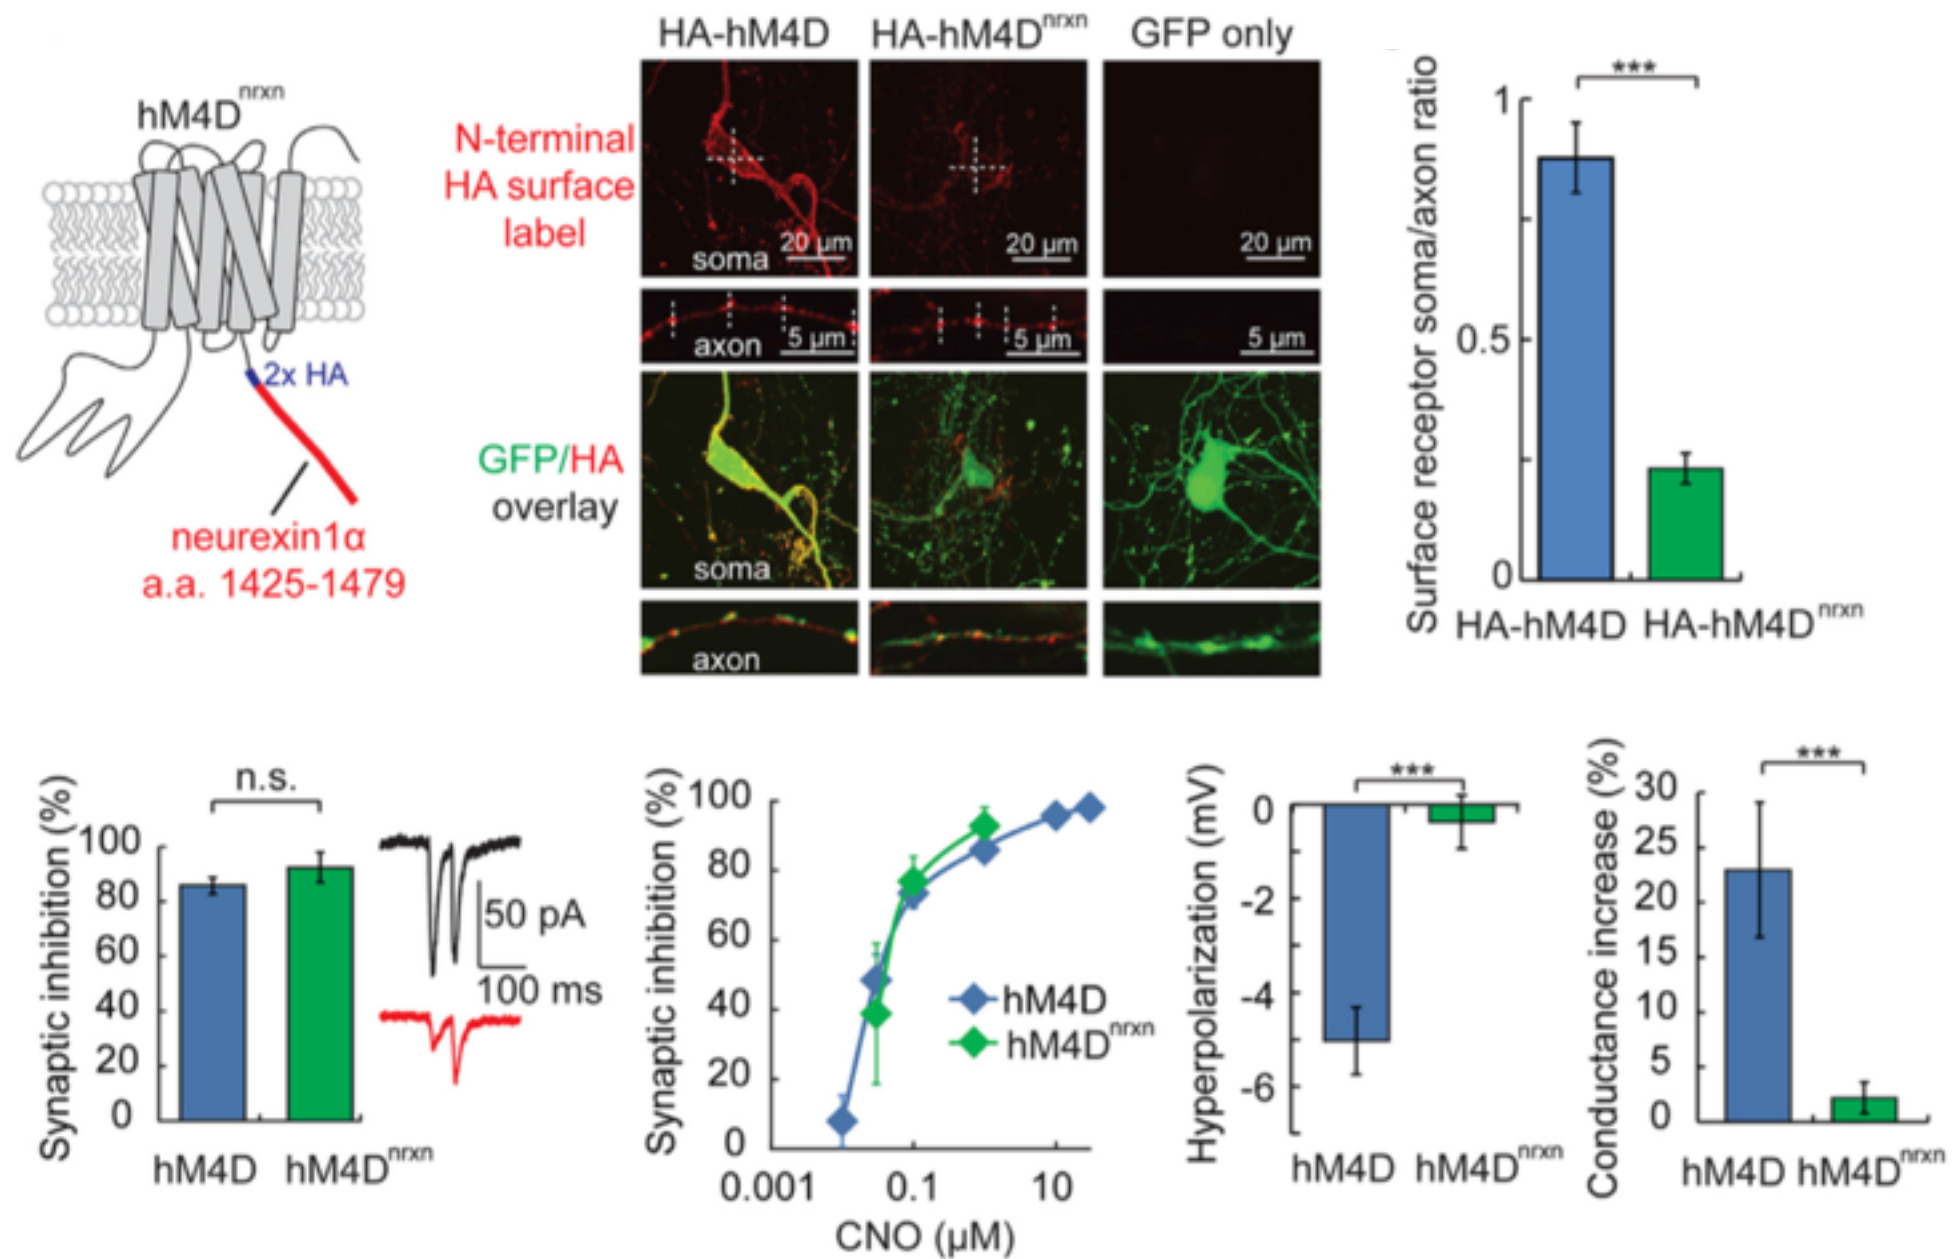 hM4D^nrxn
2x HA
neurexin1α
a.a. 1425-1479
HA-hM4D
HA-hM4D^nrxn
GFP only
N-terminal
HA surface
label
soma
20 µm
20 µm
20 µm
axon
5 µm
5 µm
5 µm
GFP/HA
overlay
soma
axon
Surface receptor soma/axon ratio
***
1
0.5
0
HA-hM4D
HA-hM4D^nrxn
Synaptic inhibition (%)
n.s.
100
80
60
40
20
0
hM4D
hM4D^nrxn
50 pA
100 ms
Synaptic inhibition (%)
100
80
60
40
20
0
0.001
0.1
10
CNO (µM)
hM4D
hM4D^nrxn
Hyperpolarization (mV)
***
0
-2
-4
-6
hM4D
hM4D^nrxn
Conductance increase (%)
***
30
25
20
15
10
5
0
hM4D
hM4D^nrxn